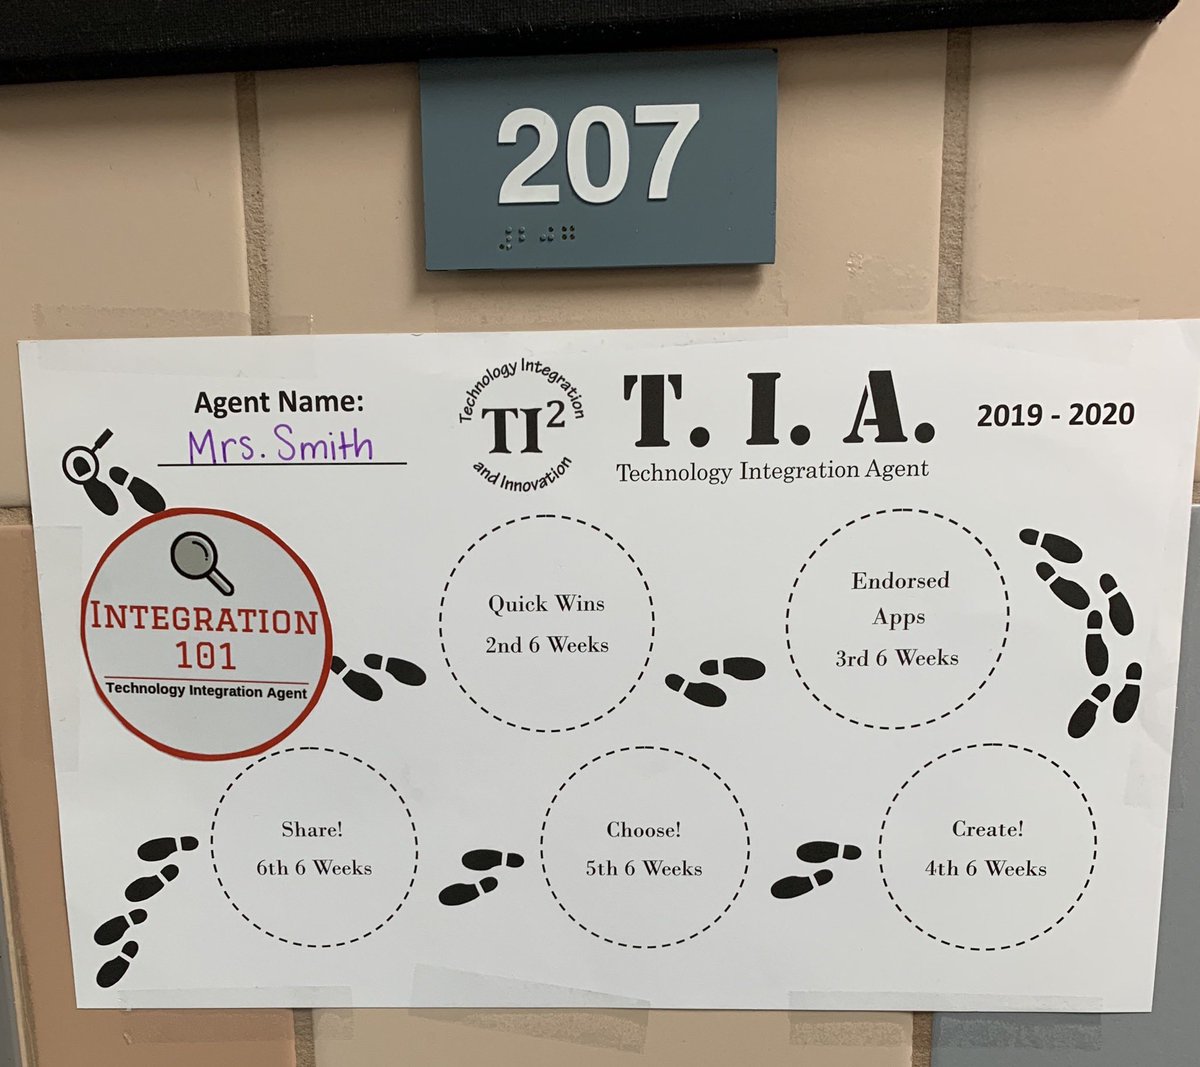 207
Agent Name:
Mrs. Smith
Technology Integration
TI²
and Innovation
T. I. A.
Technology Integration Agent
2019 - 2020
INTEGRATION
101
Technology Integration Agent
Quick Wins
2nd 6 Weeks
Endorsed
Apps
3rd 6 Weeks
Share!
6th 6 Weeks
Choose!
5th 6 Weeks
Create!
4th 6 Weeks